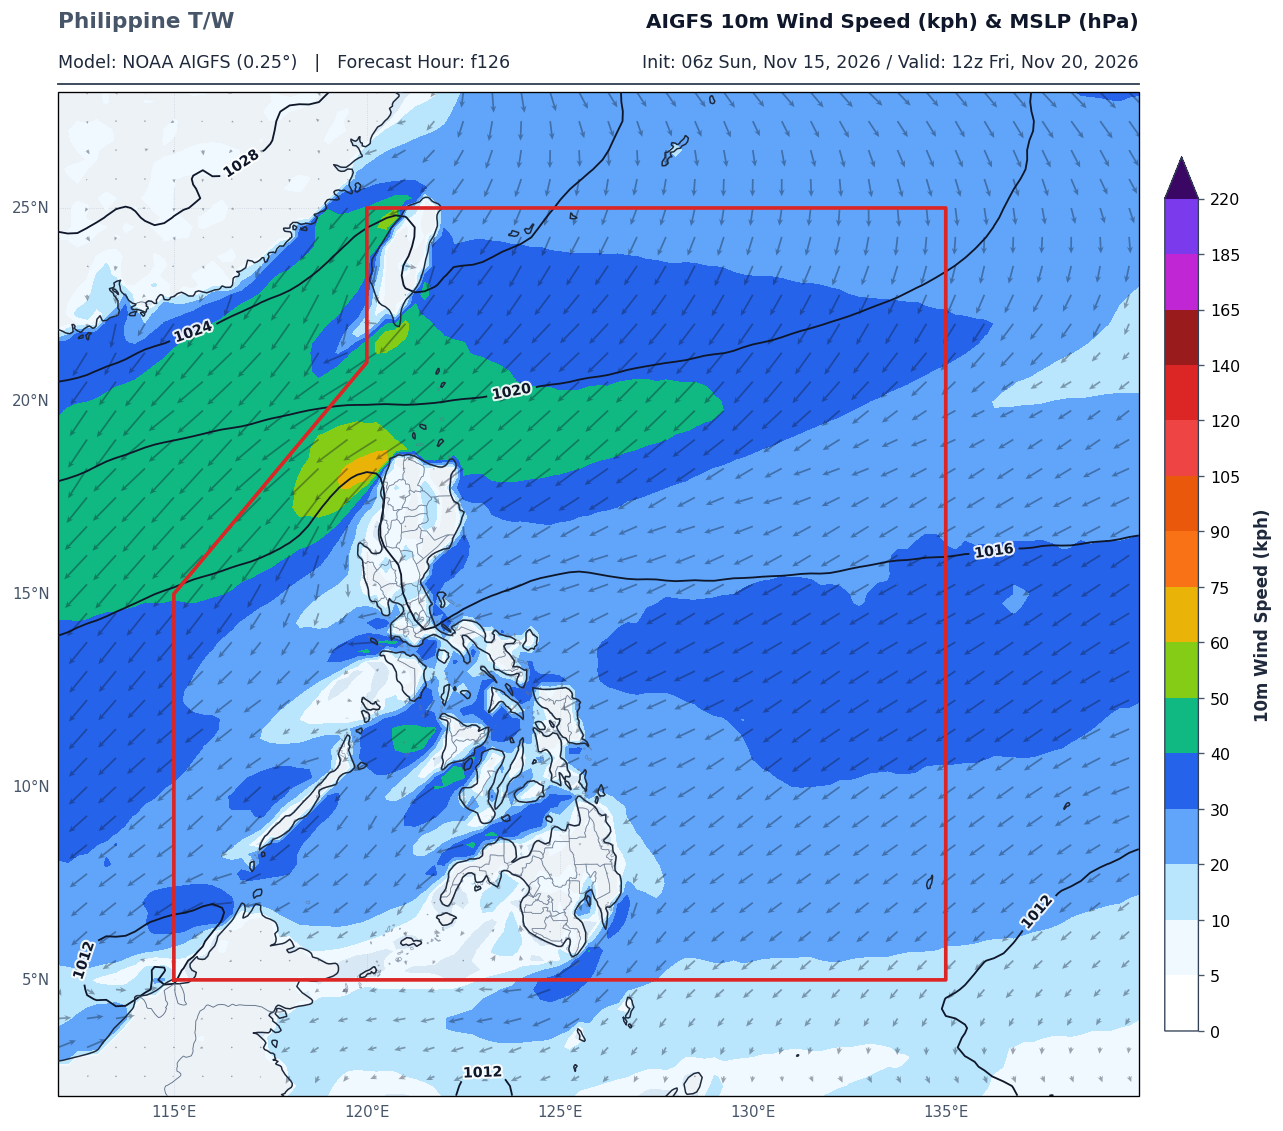 Philippine T/W
AIGFS 10m Wind Speed (kph) & MSLP (hPa)
Model: NOAA AIGFS (0.25°) | Forecast Hour: f126
Init: 06z Sun, Nov 15, 2026 / Valid: 12z Fri, Nov 20, 2026
1028
1024
1020
1016
1012
1012
1012
25°N
20°N
15°N
10°N
5°N
115°E
120°E
125°E
130°E
135°E
220
185
165
140
120
105
90
75
60
50
40
30
20
10
5
0
10m Wind Speed (kph)